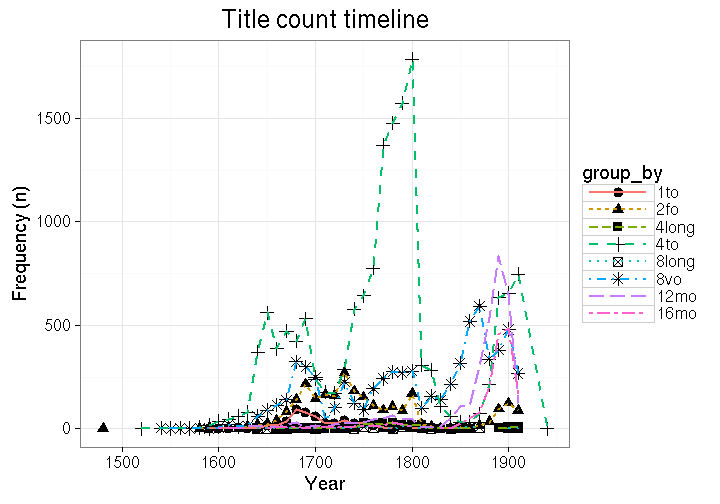 Title count timeline
1500
1000
500
0
Frequency (n)
1500
1600
1700
1800
1900
Year
group_by
1to
2fo
4long
4to
8long
8vo
12mo
16mo